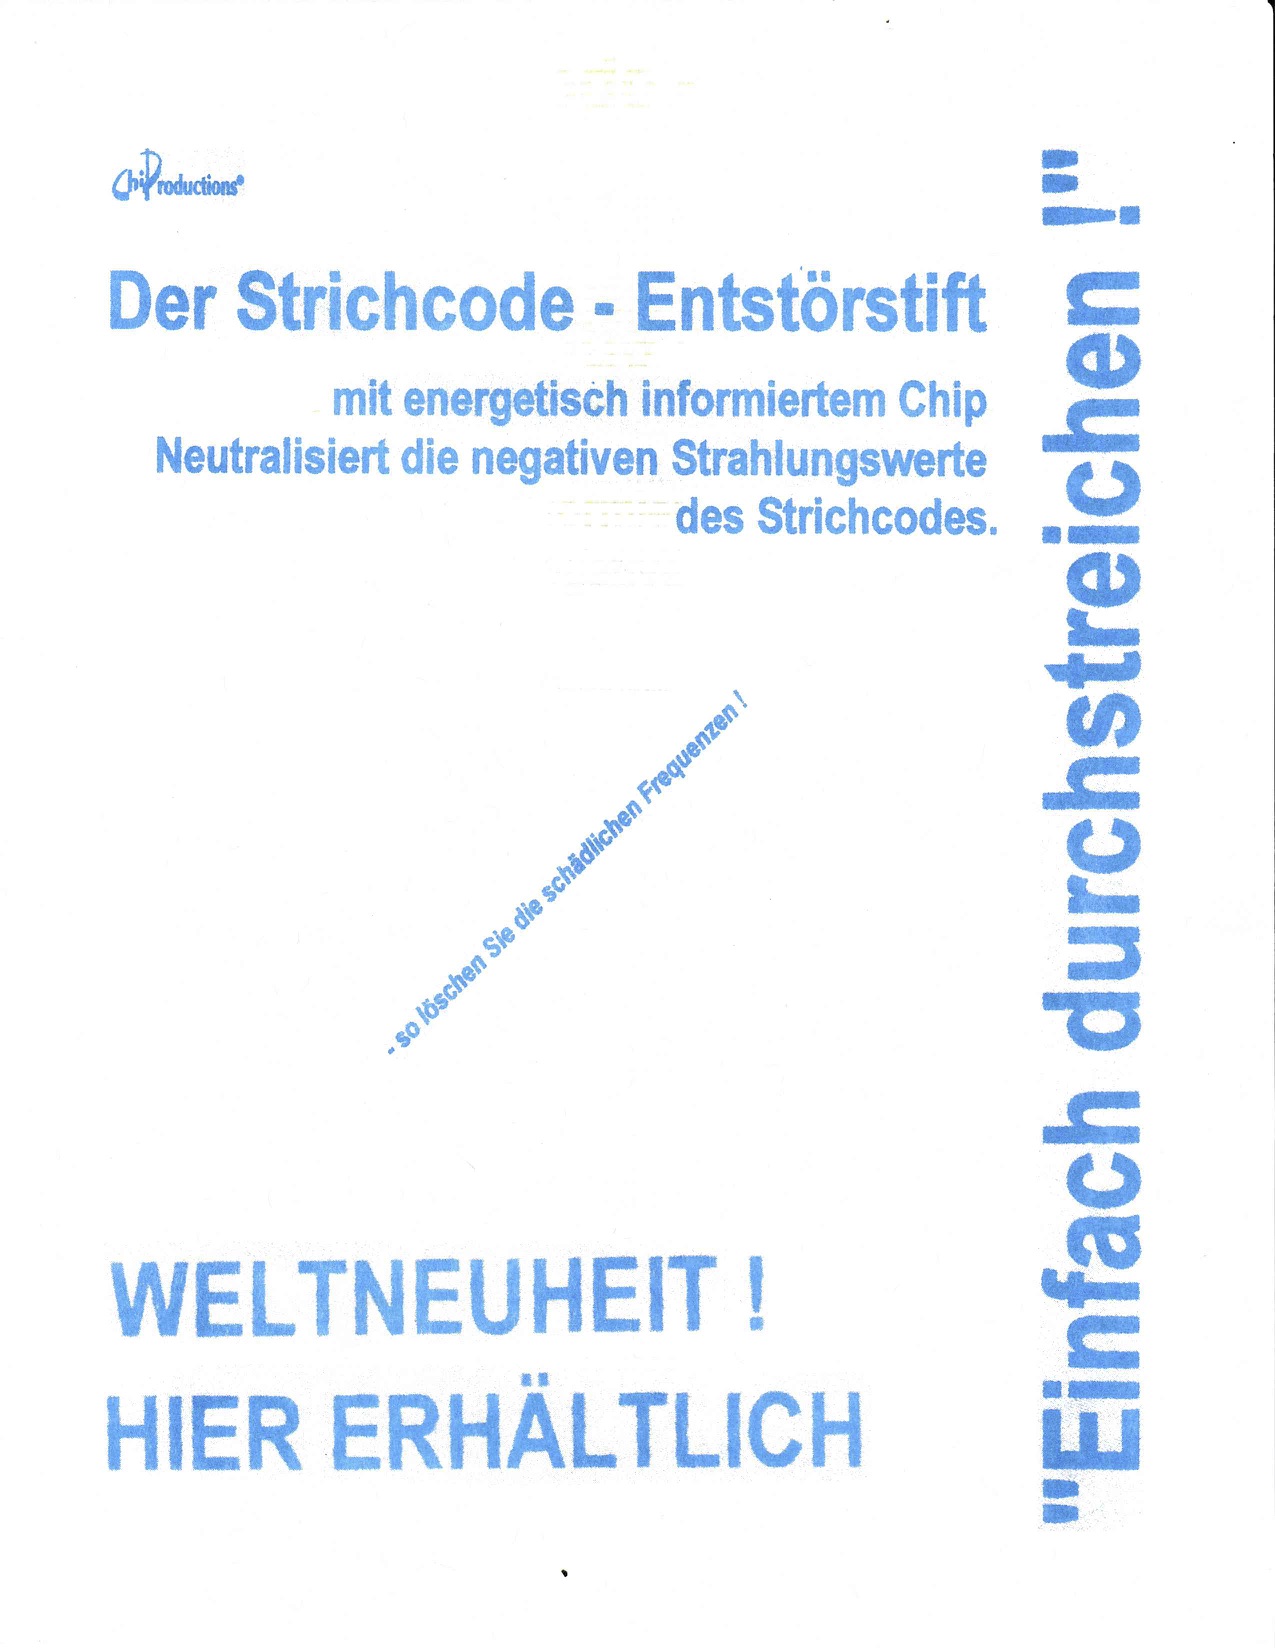 ChiProductions®
Der Strichcode - Entstörstift
mit energetisch informiertem Chip
Neutralisiert die negativen Strahlungswerte
des Strichcodes.
- so löschen Sie die schädlichen Frequenzen !
WELTNEUHEIT !
HIER ERHÄLTLICH
"Einfach durchstreichen !"